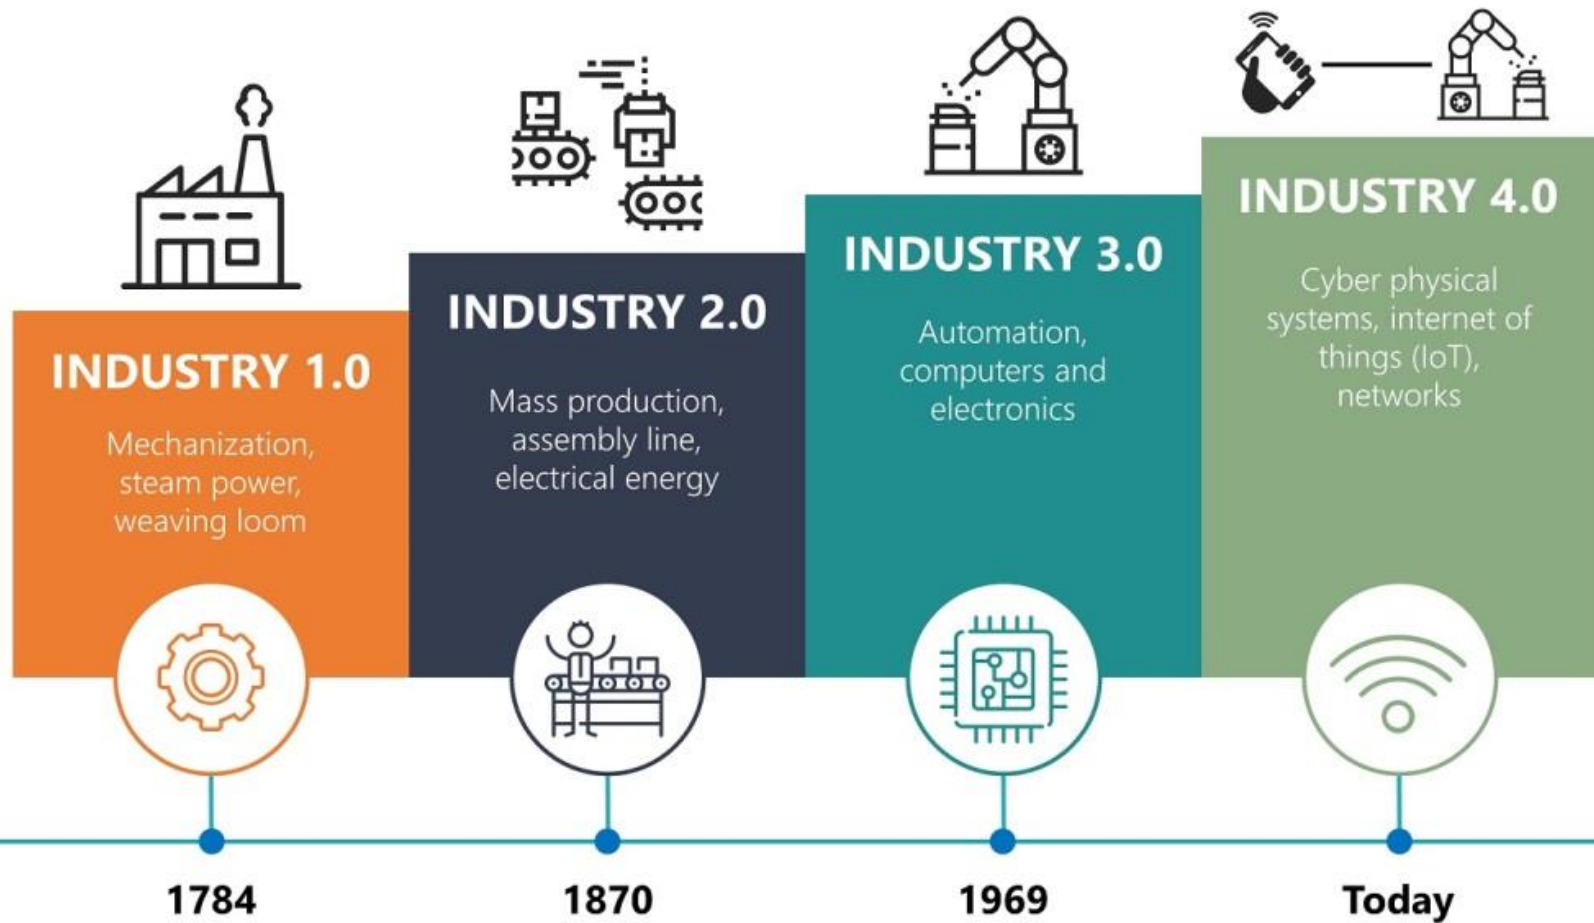 INDUSTRY 1.0
Mechanization,
steam power,
weaving loom
1784
INDUSTRY 2.0
Mass production,
assembly line,
electrical energy
1870
INDUSTRY 3.0
Automation,
computers and
electronics
1969
INDUSTRY 4.0
Cyber physical
systems, internet of
things (IoT),
networks
Today